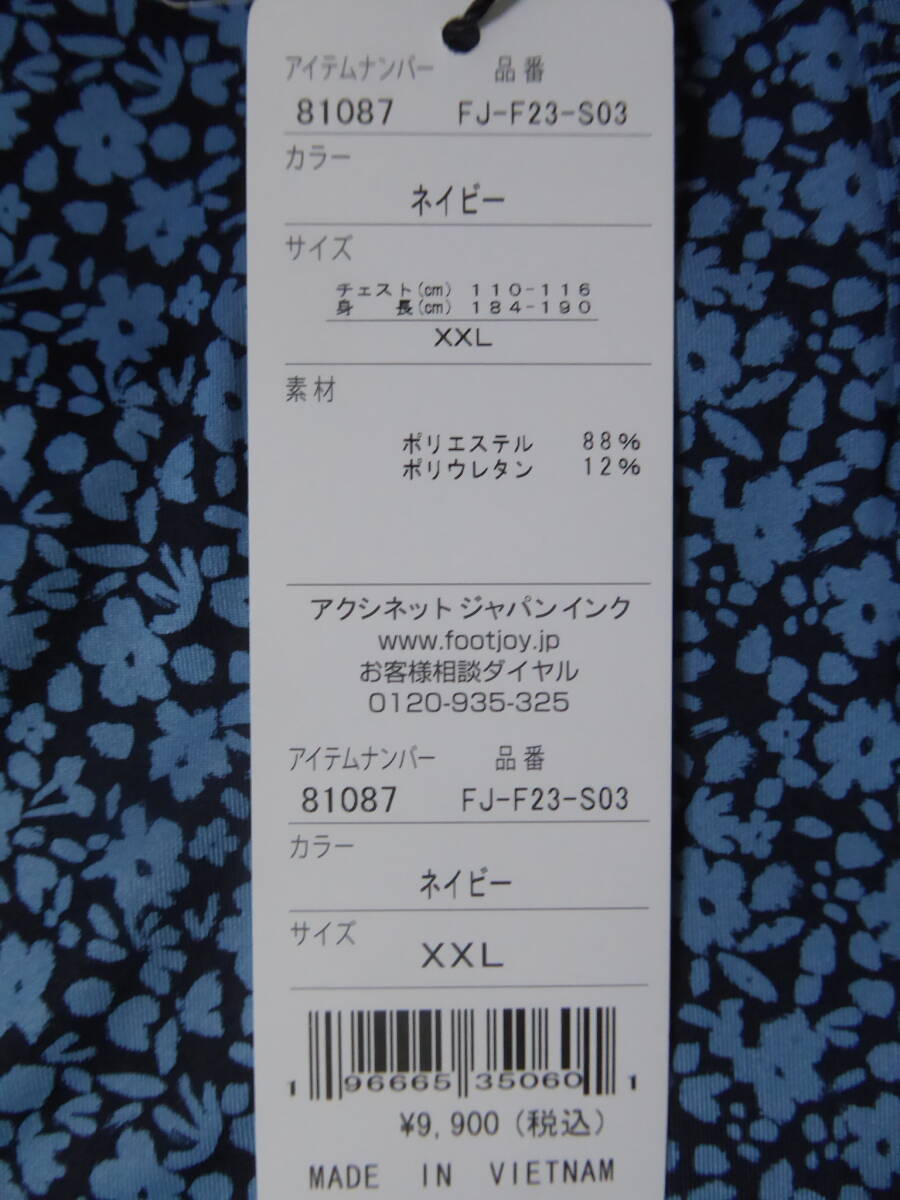 アイテムナンバー 品番
81087 FJ-F23-S03
カラー
ネイビー
サイズ
チェスト(cm) 110-116
身長(cm) 184-190
XXL
素材
ポリエステル 88%
ポリウレタン 12%
アクシネット ジャパン インク
www.footjoy.jp
お客様相談ダイヤル
0120-935-325
アイテムナンバー 品番
81087 FJ-F23-S03
カラー
ネイビー
サイズ
XXL
1 96665 35060 1
¥9,900(税込)
MADE IN VIETNAM